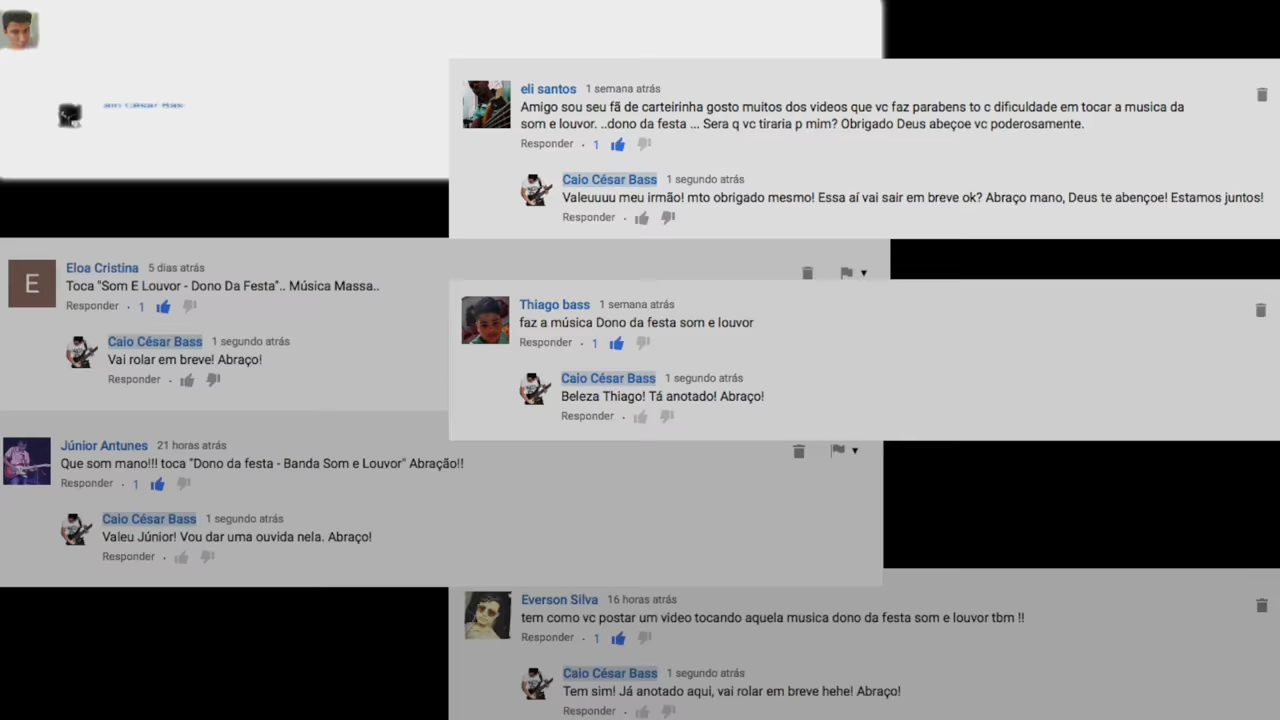 eli santos 1 semana atrás
Amigo sou seu fã de carteirinha gosto muitos dos videos que vc faz parabens to c dificuldade em tocar a musica da
som e louvor. ..dono da festa ... Sera q vc tiraria p mim? Obrigado Deus abeçoe vc poderosamente.
Responder · 1
Caio César Bass 1 segundo atrás
Valeuuuu meu irmão! mto obrigado mesmo! Essa aí vai sair em breve ok? Abraço mano, Deus te abençoe! Estamos juntos!
Responder ·
E
Eloa Cristina 5 dias atrás
Toca "Som E Louvor - Dono Da Festa".. Música Massa..
Responder · 1
Caio César Bass 1 segundo atrás
Vai rolar em breve! Abraço!
Responder ·
Thiago bass 1 semana atrás
faz a música Dono da festa som e louvor
Responder · 1
Caio César Bass 1 segundo atrás
Beleza Thiago! Tá anotado! Abraço!
Responder ·
Júnior Antunes 21 horas atrás
Que som mano!!! toca "Dono da festa - Banda Som e Louvor" Abração!!
Responder · 1
Caio César Bass 1 segundo atrás
Valeu Júnior! Vou dar uma ouvida nela. Abraço!
Responder ·
Everson Silva 16 horas atrás
tem como vc postar um video tocando aquela musica dono da festa som e louvor tbm !!
Responder · 1
Caio César Bass 1 segundo atrás
Tem sim! Já anotado aqui, vai rolar em breve hehe! Abraço!
Responder ·